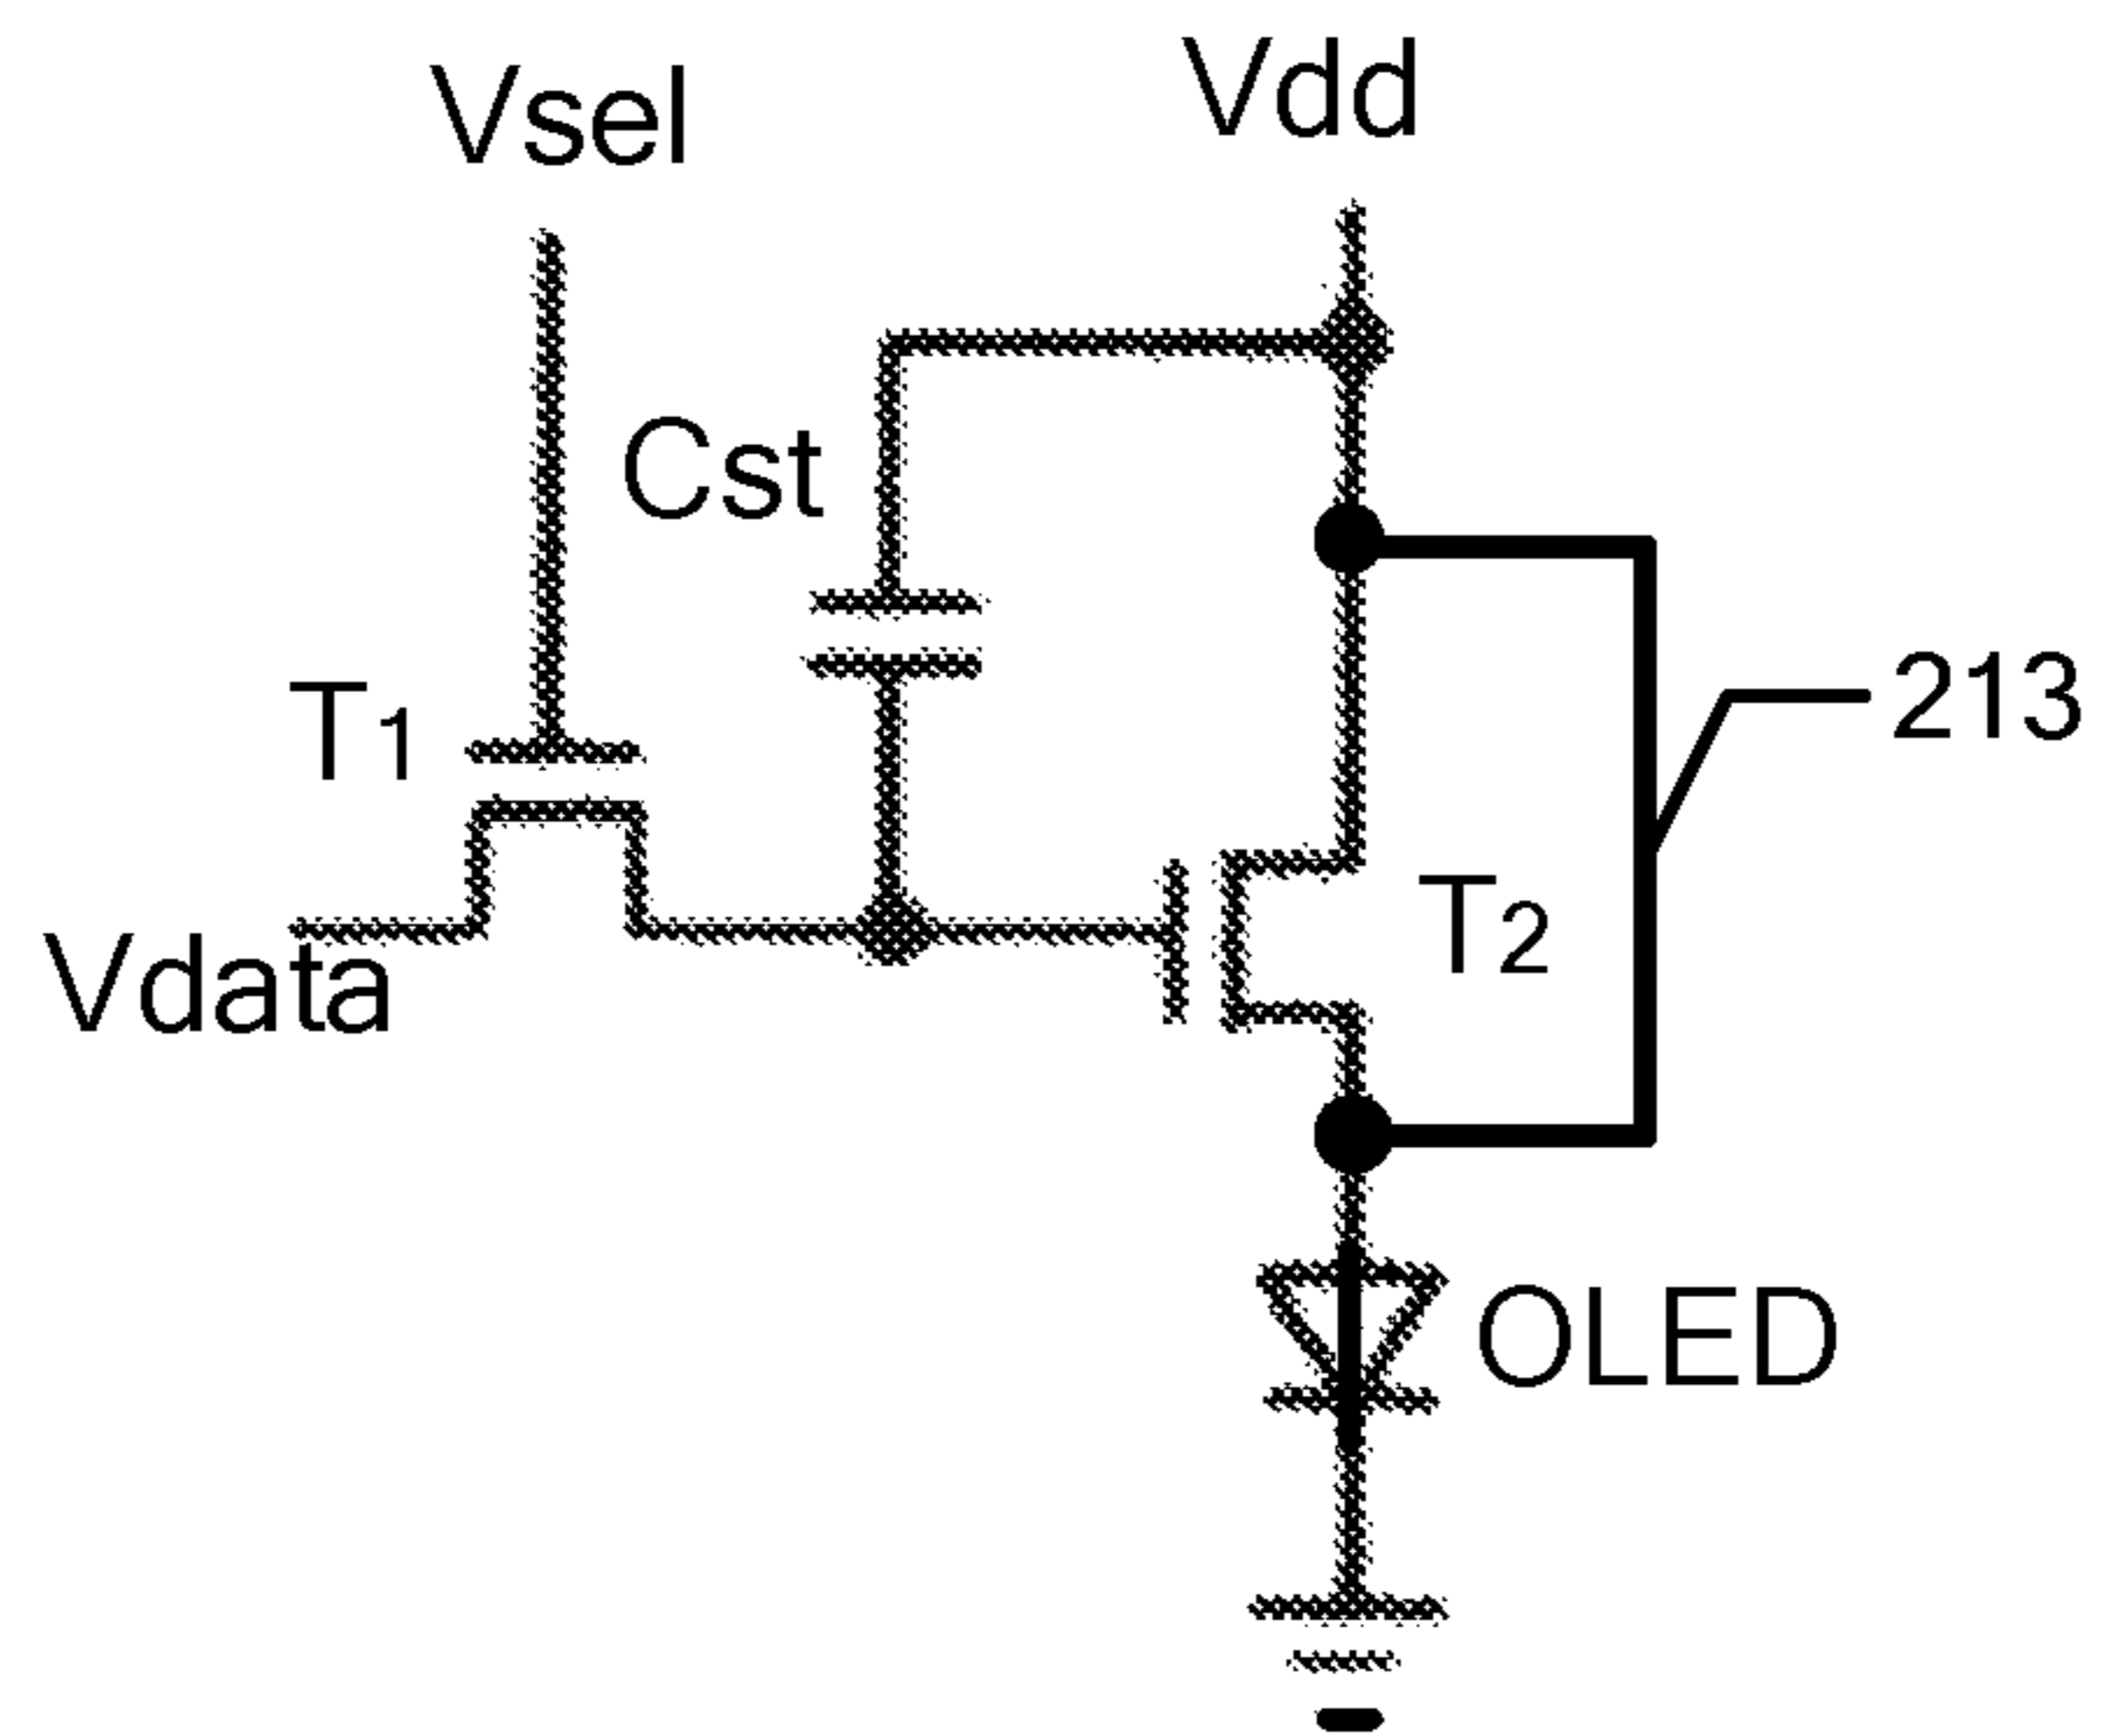 Vsel
Vdd
Cst
T1
213
T2
Vdata
OLED